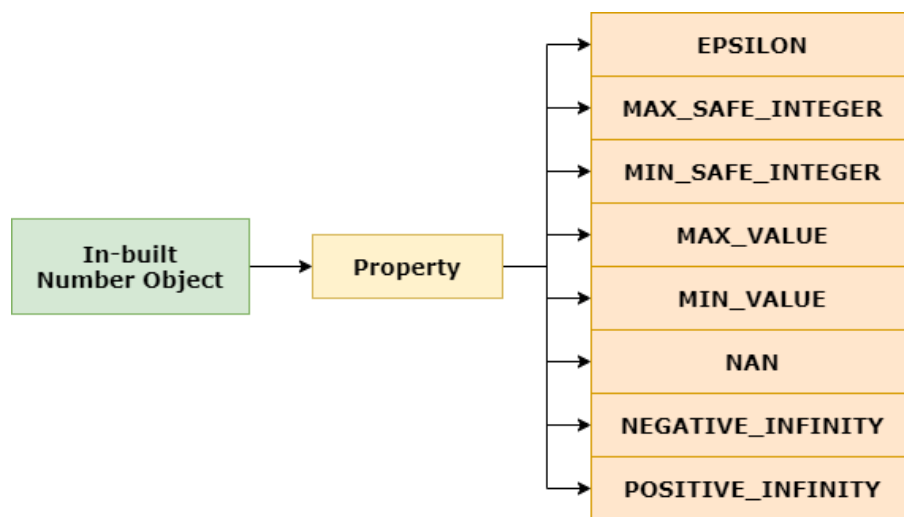 In-built
Number Object
Property
EPSILON
MAX_SAFE_INTEGER
MIN_SAFE_INTEGER
MAX_VALUE
MIN_VALUE
NAN
NEGATIVE_INFINITY
POSITIVE_INFINITY